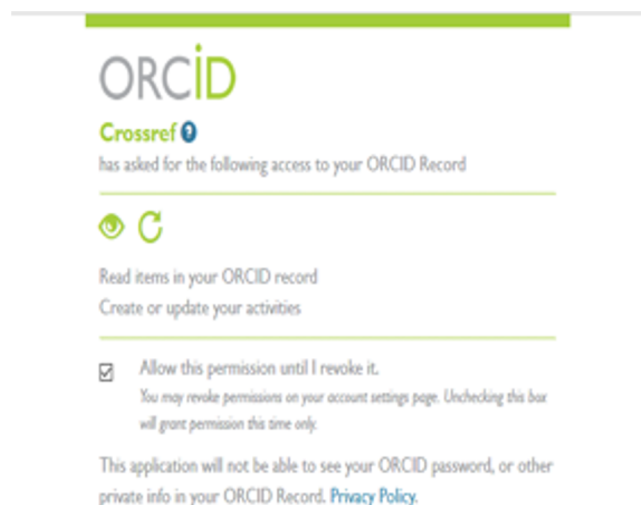 ORCiD
Crossref ?
has asked for the following access to your ORCID Record
Read items in your ORCID record
Create or update your activities
Allow this permission until I revoke it.
You may revoke permissions on your account settings page. Unchecking this box
will grant permission this time only.
This application will not be able to see your ORCID password, or other
private info in your ORCID Record. Privacy Policy.